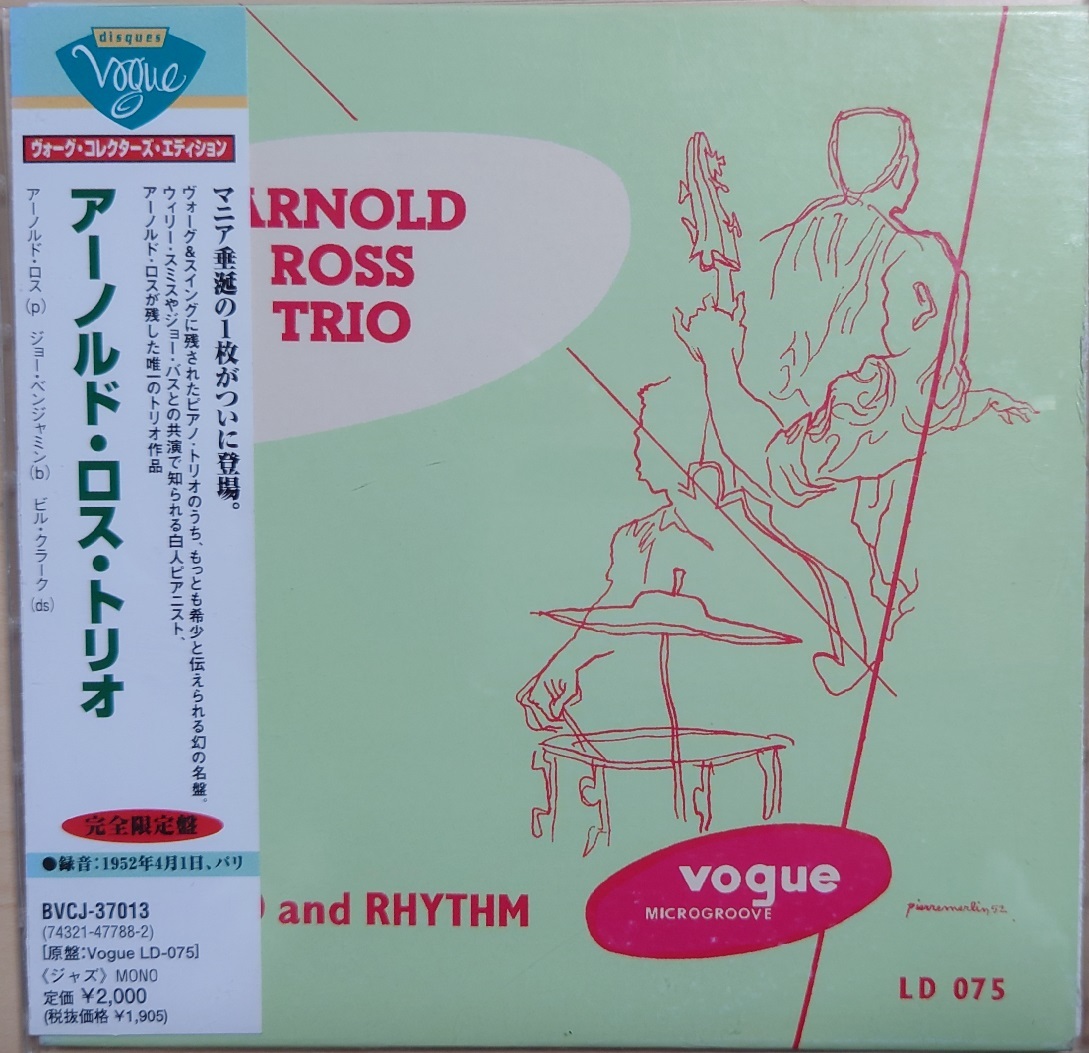 disques
Vogue
ヴォーグ・コレクターズ・エディション
マニア垂涎の1枚がついに登場。
ヴォーグ&スイングに残されたピアノ・トリオのうち、もっとも希少と伝えられる幻の名盤。
ウィリー・スミスやジョー・パスとの共演で知られる白人ピアニスト、
アーノルド・ロスが残した唯一のトリオ作品
アーノルド・ロス・トリオ
アーノルド・ロス(p) ジョー・ベンジャミン(b) ビル・クラーク(ds)
完全限定盤
●録音:1952年4月1日、パリ
BVCJ-37013
(74321-47788-2)
[原盤:Vogue LD-075]
《ジャズ》 MONO
定価 ¥2,000
(税抜価格 ¥1,905)
ARNOLD
ROSS
TRIO
and RHYTHM
vogue
MICROGROOVE
pierremerlin, 52
LD 075